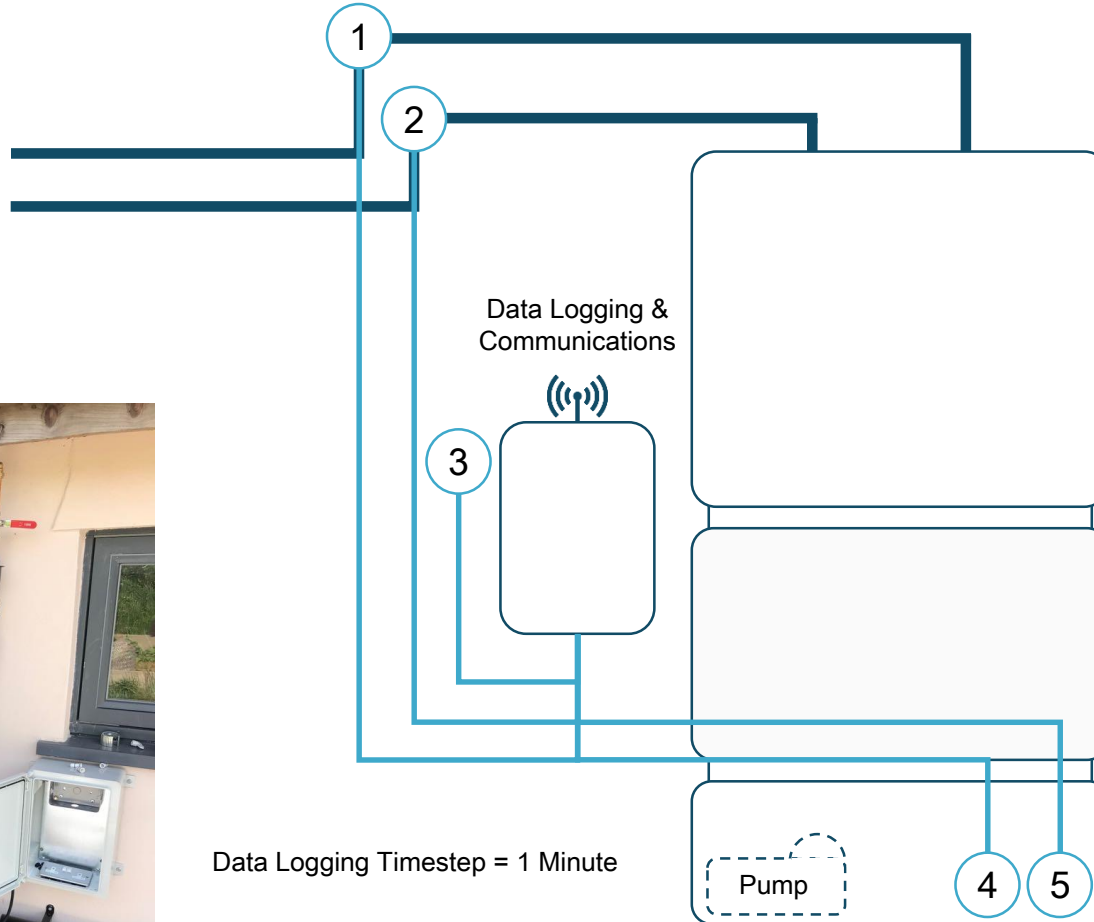 1
2
Data Logging &
Communications
3
Data Logging Timestep = 1 Minute
Pump
4
5